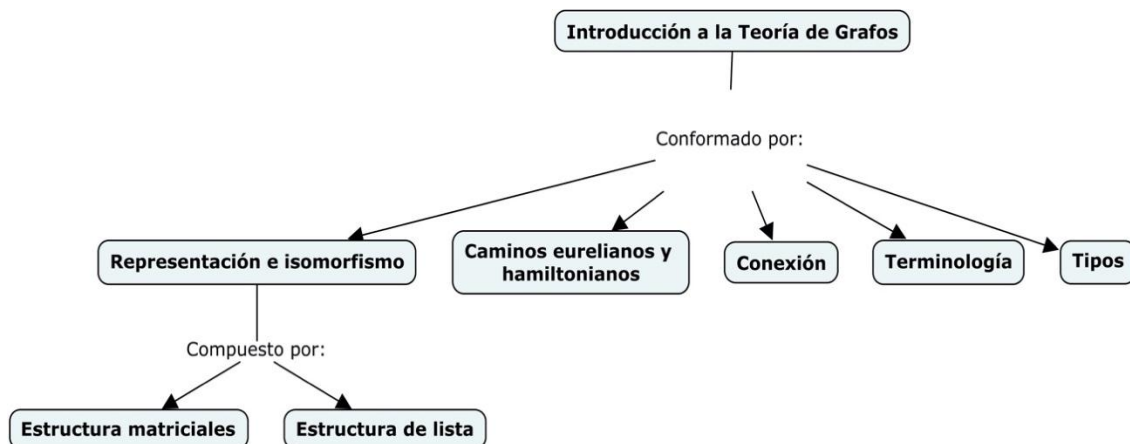 Introducción a la Teoría de Grafos
Conformado por:
Representación e isomorfismo
Caminos eurelianos y
hamiltonianos
Conexión
Terminología
Tipos
Compuesto por:
Estructura matriciales
Estructura de lista